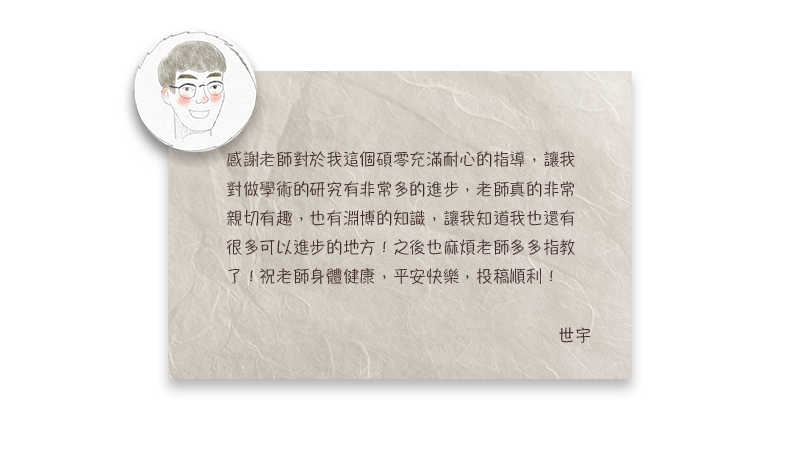 感謝老師對於我這個碩零充滿耐心的指導，讓我
對做學術的研究有非常多的進步，老師真的非常
親切有趣，也有淵博的知識，讓我知道我也還有
很多可以進步的地方！之後也麻煩老師多多指教
了！祝老師身體健康，平安快樂，投稿順利！
世宇